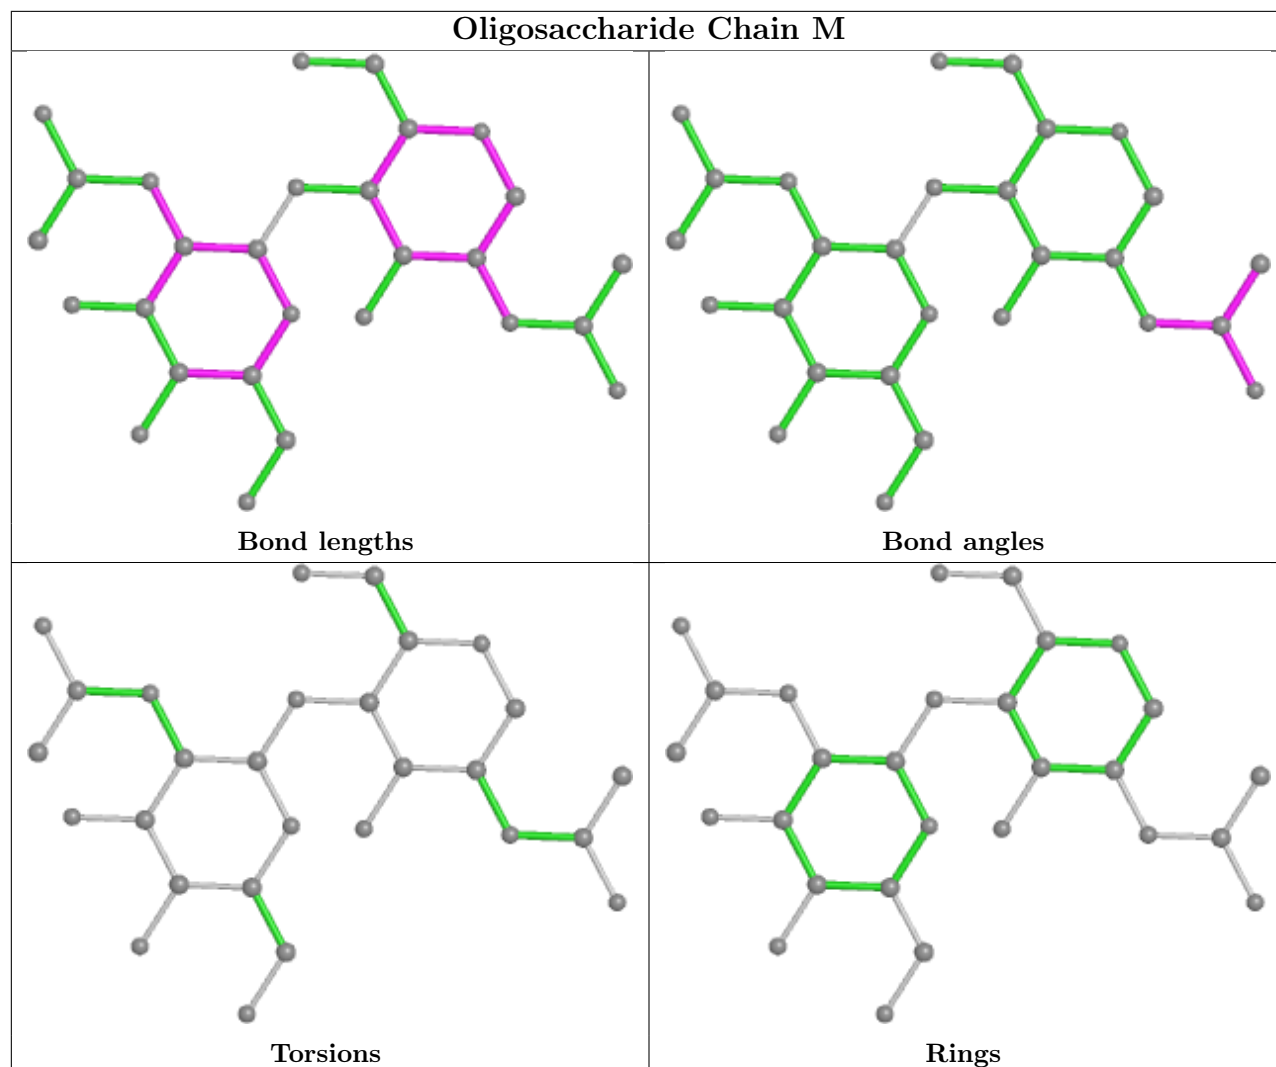 Oligosaccharide Chain M
Bond lengths
Bond angles
Torsions
Rings